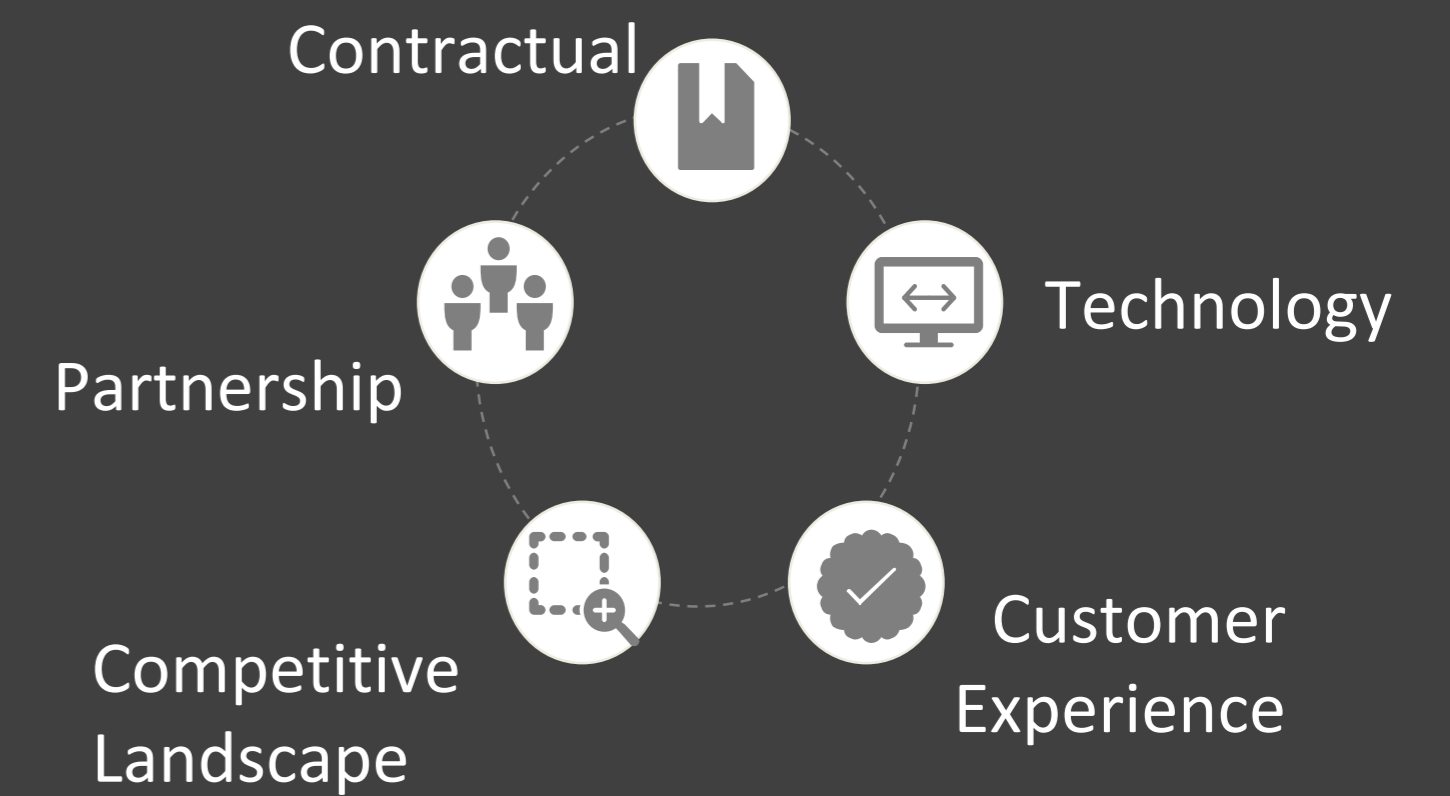 Contractual
Technology
Partnership
Customer
Experience
Competitive
Landscape